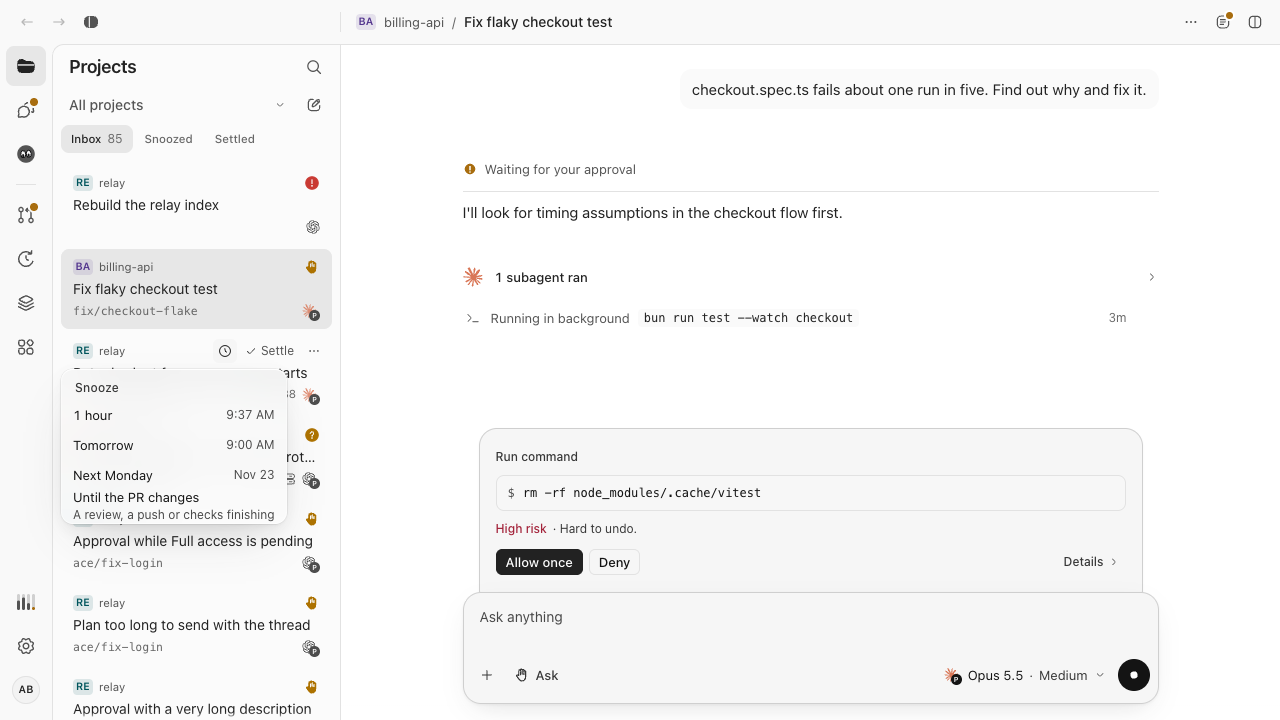 BA billing-api / Fix flaky checkout test
Projects
All projects
Inbox 85 Snoozed Settled
RE relay
Rebuild the relay index
BA billing-api
Fix flaky checkout test
fix/checkout-flake
P
RE relay Settle
arts
38 P
Snooze
1 hour 9:37 AM
Tomorrow 9:00 AM
Next Monday Nov 23
Until the PR changes
A review, a push or checks finishing
?
rot...
P
Approval while Full access is pending
ace/fix-login
P
RE relay
Plan too long to send with the thread
ace/fix-login
P
RE relay
Approval with a very long description
AB
checkout.spec.ts fails about one run in five. Find out why and fix it.
Waiting for your approval
I'll look for timing assumptions in the checkout flow first.
1 subagent ran
Running in background bun run test --watch checkout 3m
Run command
$ rm -rf node_modules/.cache/vitest
High risk · Hard to undo.
Allow once Deny Details
Ask anything
Ask P Opus 5.5 · Medium